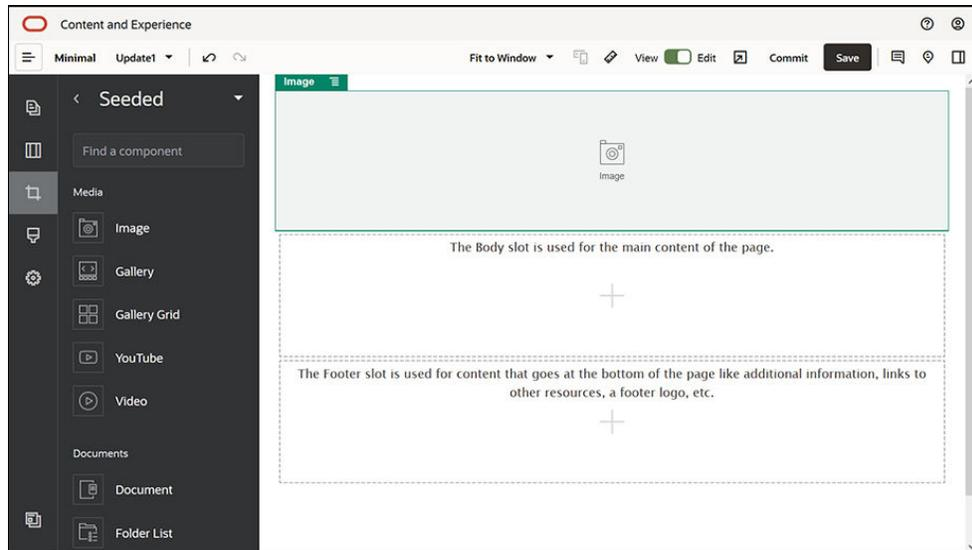 Content and Experience
Minimal Update1 Fit to Window View Edit Commit Save
Image
Seeded
Find a component
Media
Image
Gallery
Gallery Grid
YouTube
Video
Documents
Document
Folder List
Image
The Body slot is used for the main content of the page.
The Footer slot is used for content that goes at the bottom of the page like additional information, links to
other resources, a footer logo, etc.